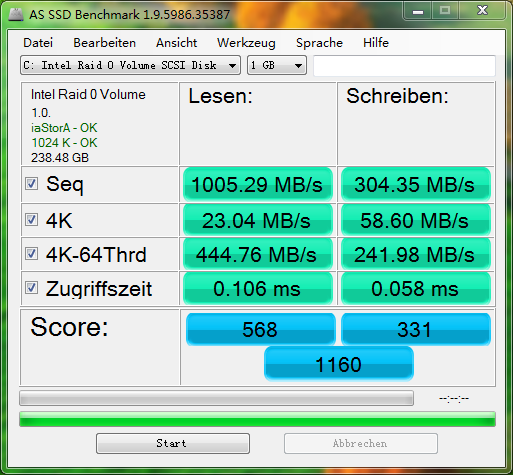 AS SSD Benchmark 1.9.5986.35387
Datei Bearbeiten Ansicht Werkzeug Sprache Hilfe
C: Intel Raid 0 Volume SCSI Disk 1 GB
Intel Raid 0 Volume
1.0.
iaStorA - OK
1024 K - OK
238.48 GB
Lesen: Schreiben:
Seq 1005.29 MB/s 304.35 MB/s
4K 23.04 MB/s 58.60 MB/s
4K-64Thrd 444.76 MB/s 241.98 MB/s
Zugriffszeit 0.106 ms 0.058 ms
Score: 568 331
1160
--:--:--
Start Abbrechen